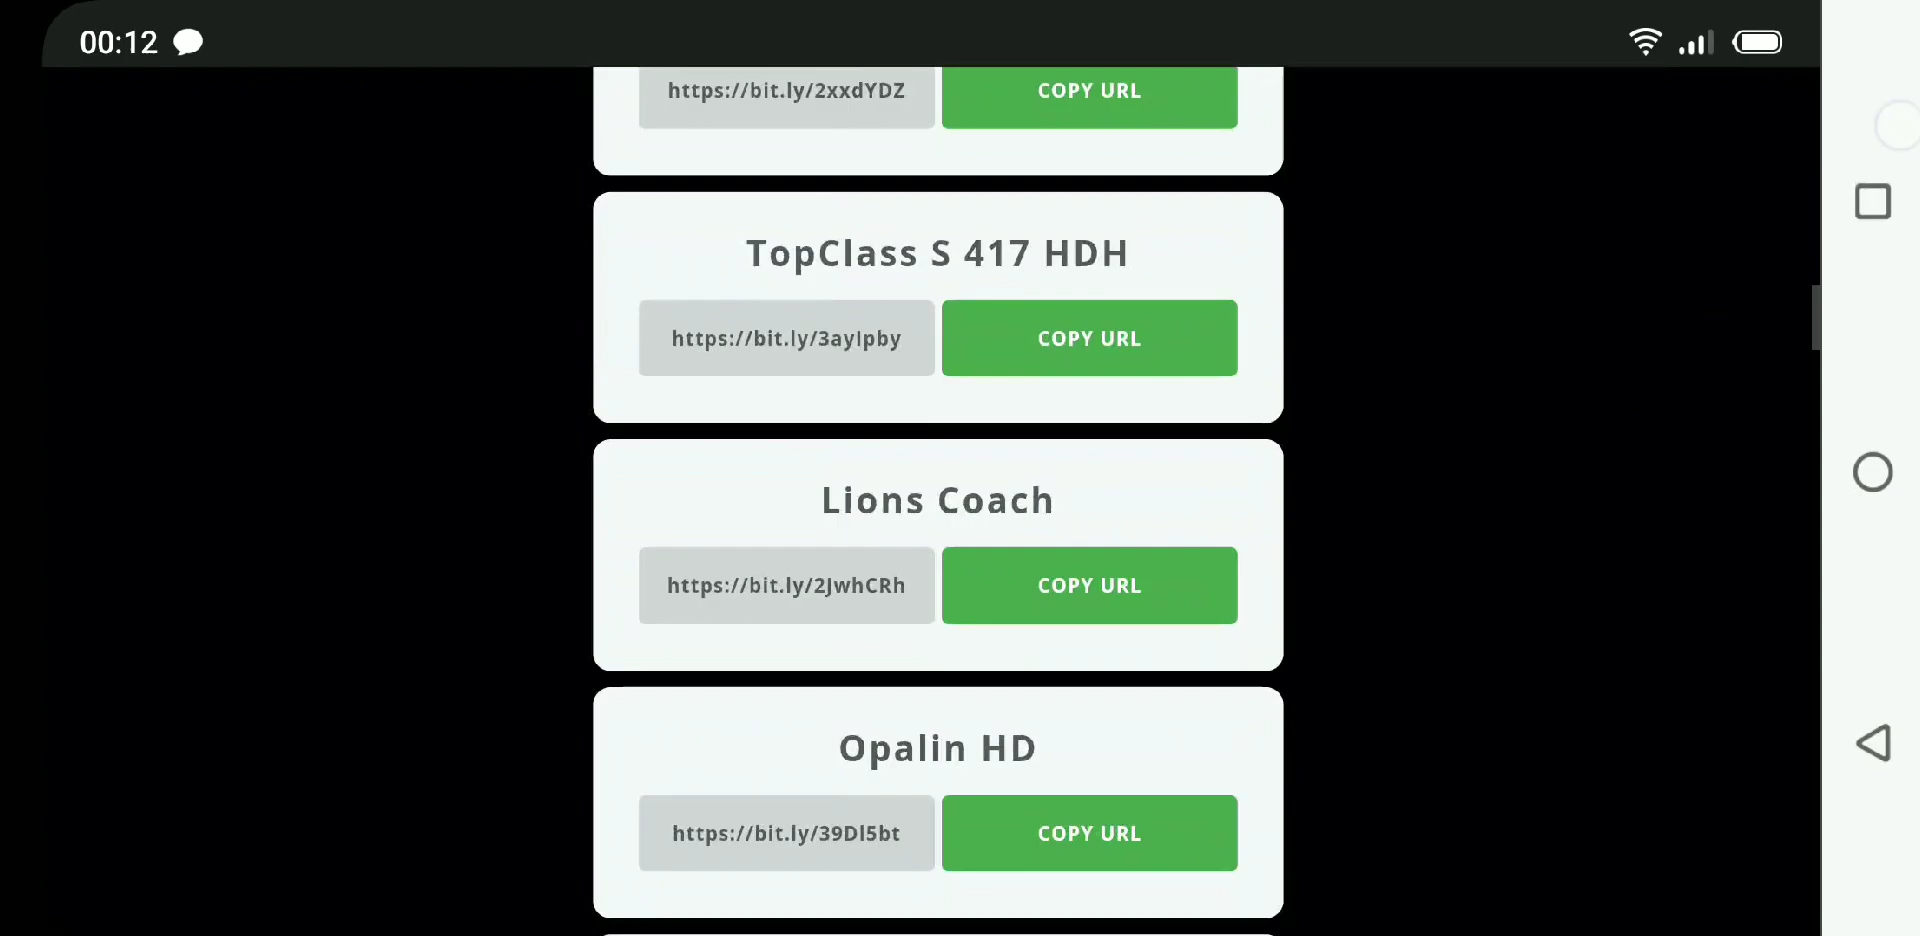 00:12
https://bit.ly/2xxdYDZ COPY URL
TopClass S 417 HDH
https://bit.ly/3ayIpby COPY URL
Lions Coach
https://bit.ly/2JwhCRh COPY URL
Opalin HD
https://bit.ly/39Dl5bt COPY URL